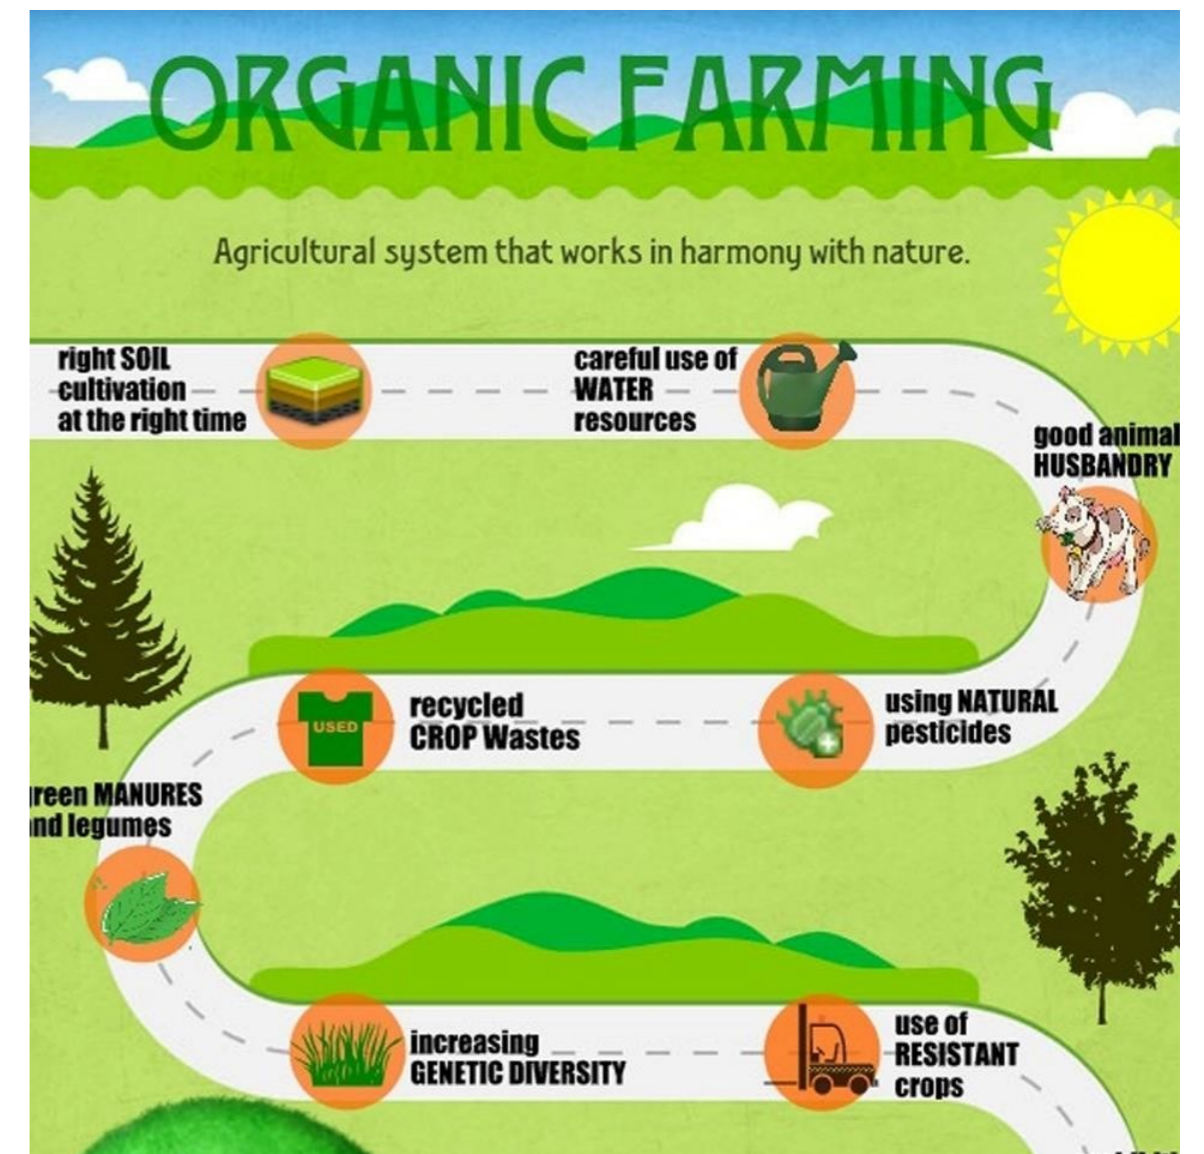 ORGANIC FARMING
Agricultural system that works in harmony with nature.
right SOIL
cultivation
at the right time
careful use of
WATER
resources
good animal
HUSBANDRY
using NATURAL
pesticides
USED
recycled
CROP Wastes
reen MANURES
nd legumes
increasing
GENETIC DIVERSITY
use of
RESISTANT
crops